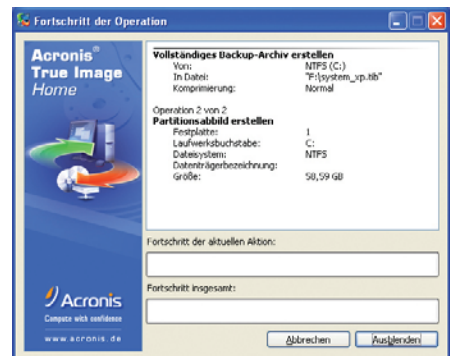 Fortschritt der Operation
Acronis®
True Image
Home
Vollständiges Backup-Archiv erstellen
Von: NTFS (C:)
In Datei: "F:\system_xp.tib"
Komprimierung: Normal
Operation 2 von 2
Partitionsabbild erstellen
Festplatte: 1
Laufwerksbuchstabe: C:
Dateisystem: NTFS
Datenträgerbezeichnung:
Größe: 58,59 GB
Fortschritt der aktuellen Aktion:
Fortschritt insgesamt:
Acronis
Compute with confidence
www.acronis.de
Abbrechen
Ausblenden